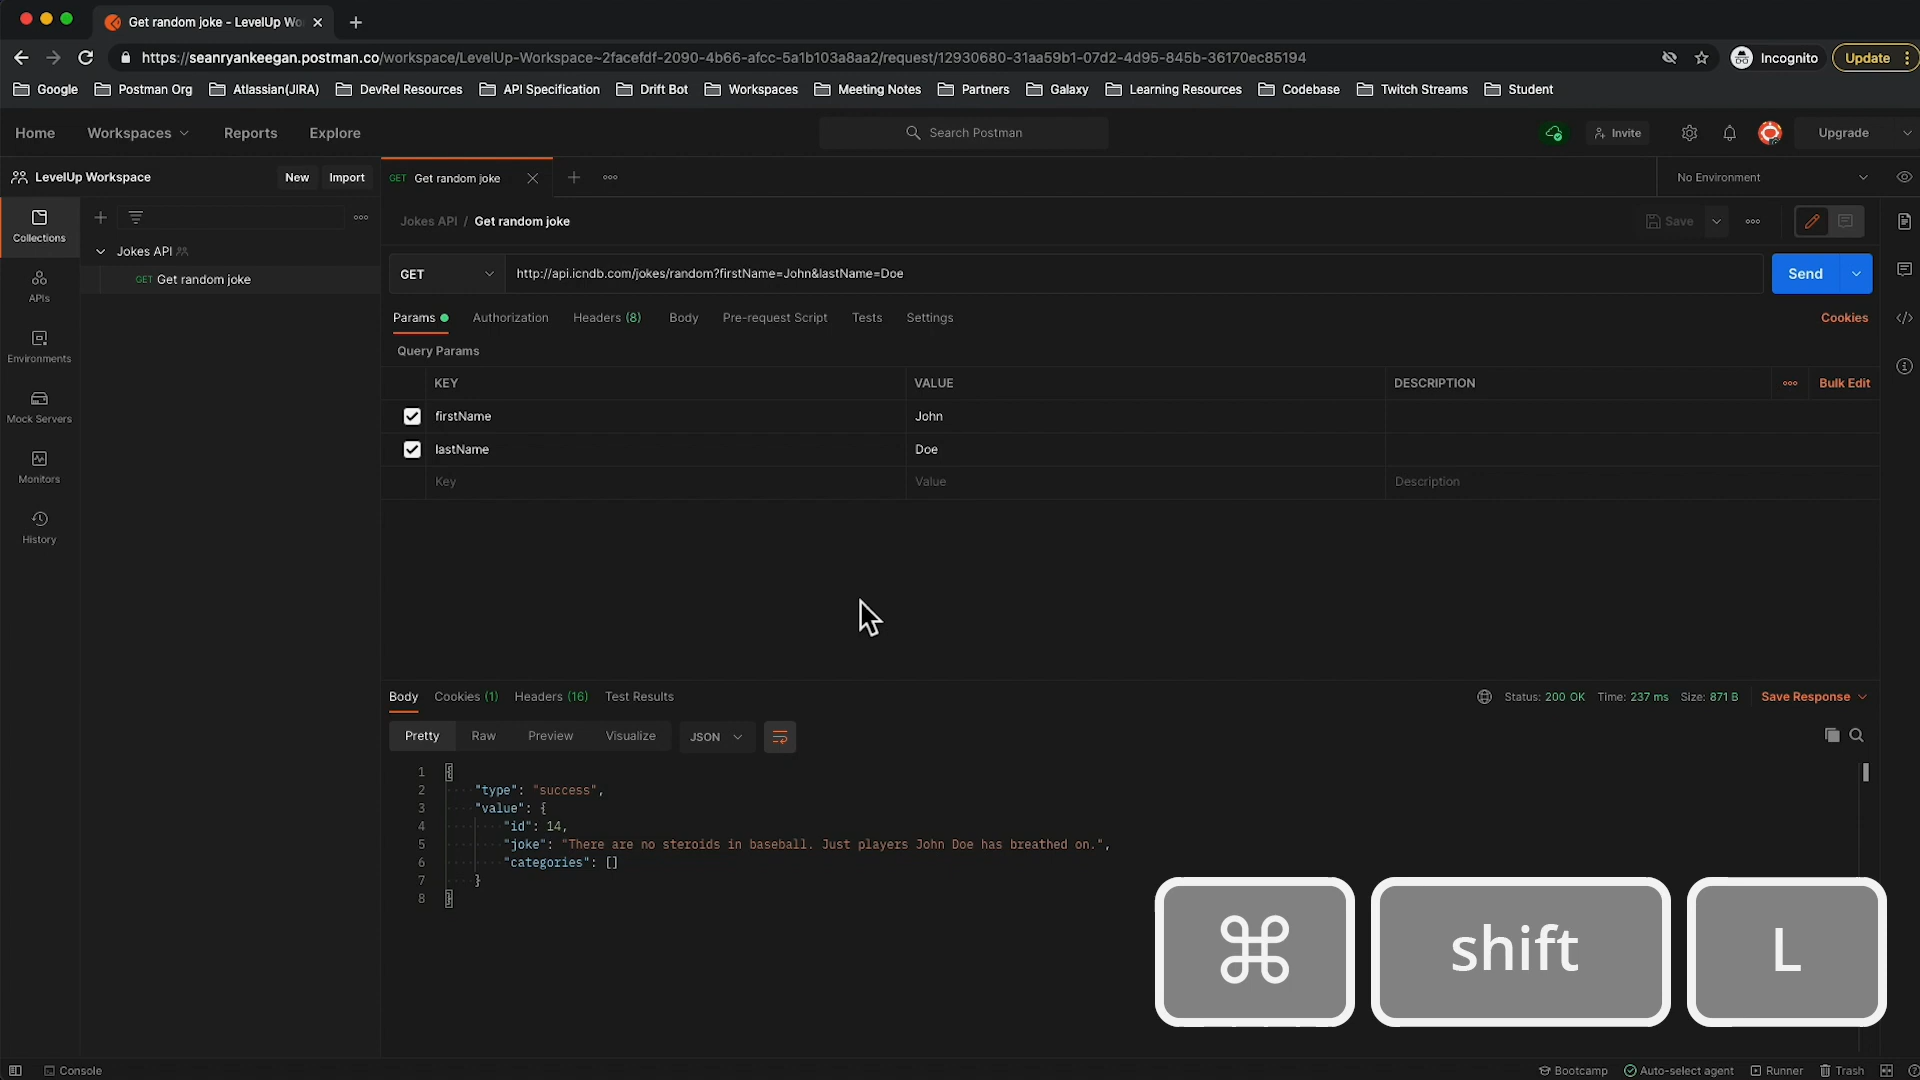 Get random joke - LevelUp Wo
https://seanryankeegan.postman.co/workspace/LevelUp-Workspace~2facefdf-2090-4b66-afcc-5a1b103a8aa2/request/12930680-31aa59b1-07d2-4d95-845b-36170ec85194
Incognito
Update
Google
Postman Org
Atlassian(JIRA)
DevRel Resources
API Specification
Drift Bot
Workspaces
Meeting Notes
Partners
Galaxy
Learning Resources
Codebase
Twitch Streams
Student
Home
Workspaces
Reports
Explore
Search Postman
Invite
Upgrade
LevelUp Workspace
New
Import
GET Get random joke
No Environment
Collections
APIs
Environments
Mock Servers
Monitors
History
Jokes API
GET Get random joke
Jokes API / Get random joke
Save
GET
http://api.icndb.com/jokes/random?firstName=John&lastName=Doe
Send
Params
Authorization
Headers (8)
Body
Pre-request Script
Tests
Settings
Cookies
Query Params
KEY
VALUE
DESCRIPTION
Bulk Edit
firstName
John
lastName
Doe
Key
Value
Description
Body
Cookies (1)
Headers (16)
Test Results
Status: 200 OK
Time: 237 ms
Size: 871 B
Save Response
Pretty
Raw
Preview
Visualize
JSON
1 {
2 "type": "success",
3 "value": {
4 "id": 14,
5 "joke": "There are no steroids in baseball. Just players John Doe has breathed on.",
6 "categories": []
7 }
8 }
⌘
shift
L
Console
Bootcamp
Auto-select agent
Runner
Trash